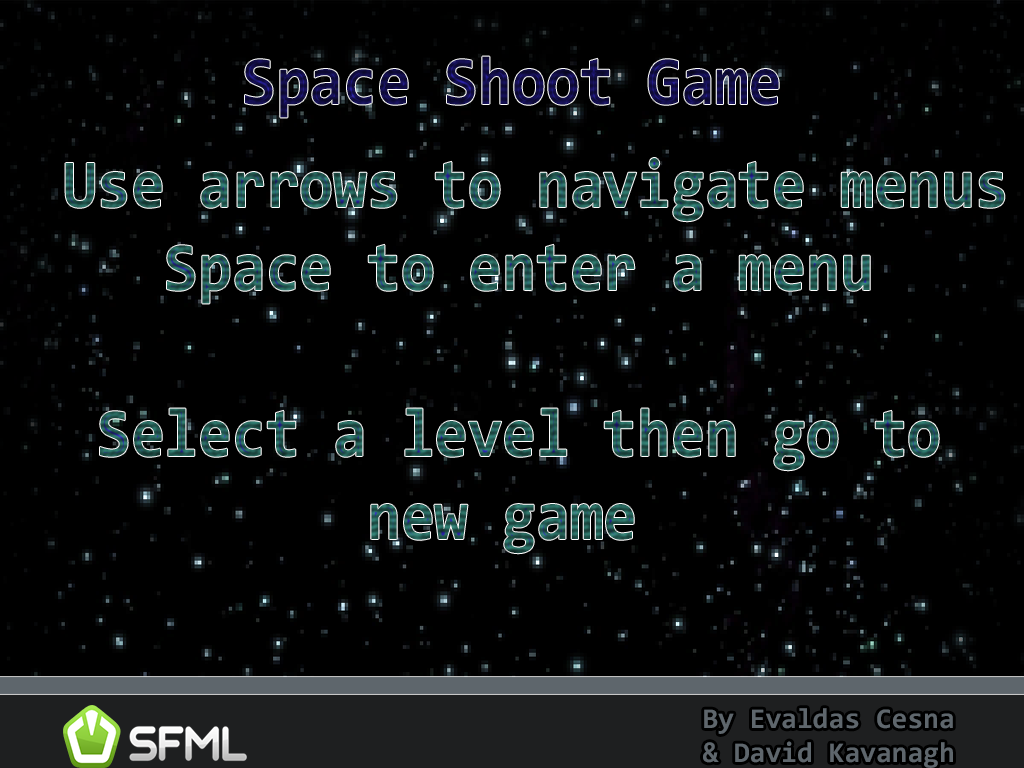 Space Shoot Game
Use arrows to navigate menus
Space to enter a menu
Select a level then go to
new game
SFML
By Evaldas Cesna
& David Kavanagh